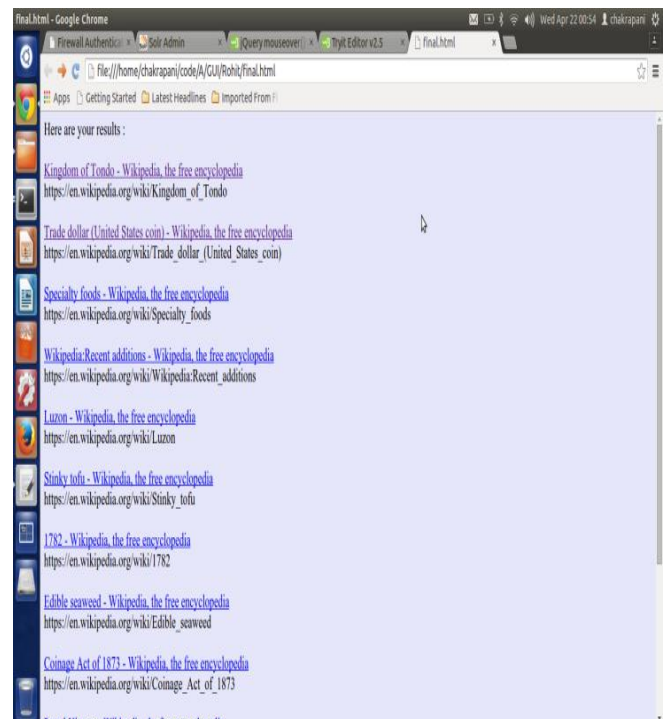 final.html - Google Chrome
Wed Apr 22 00:54 chakrapani
Firewall Authentical Solr Admin jQuery mouseover() Tryit Editor v2.5 final.html
file:///home/chakrapani/code/A/GUI/Rohit/final.html
Apps Getting Started Latest Headlines Imported From Fi
Here are your results :
Kingdom of Tondo - Wikipedia, the free encyclopedia
https://en.wikipedia.org/wiki/Kingdom_of_Tondo
Trade dollar (United States coin) - Wikipedia, the free encyclopedia
https://en.wikipedia.org/wiki/Trade_dollar_(United_States_coin)
Specialty foods - Wikipedia, the free encyclopedia
https://en.wikipedia.org/wiki/Specialty_foods
Wikipedia:Recent additions - Wikipedia, the free encyclopedia
https://en.wikipedia.org/wiki/Wikipedia:Recent_additions
Luzon - Wikipedia, the free encyclopedia
https://en.wikipedia.org/wiki/Luzon
Stinky tofu - Wikipedia, the free encyclopedia
https://en.wikipedia.org/wiki/Stinky_tofu
1782 - Wikipedia, the free encyclopedia
https://en.wikipedia.org/wiki/1782
Edible seaweed - Wikipedia, the free encyclopedia
https://en.wikipedia.org/wiki/Edible_seaweed
Coinage Act of 1873 - Wikipedia, the free encyclopedia
https://en.wikipedia.org/wiki/Coinage_Act_of_1873